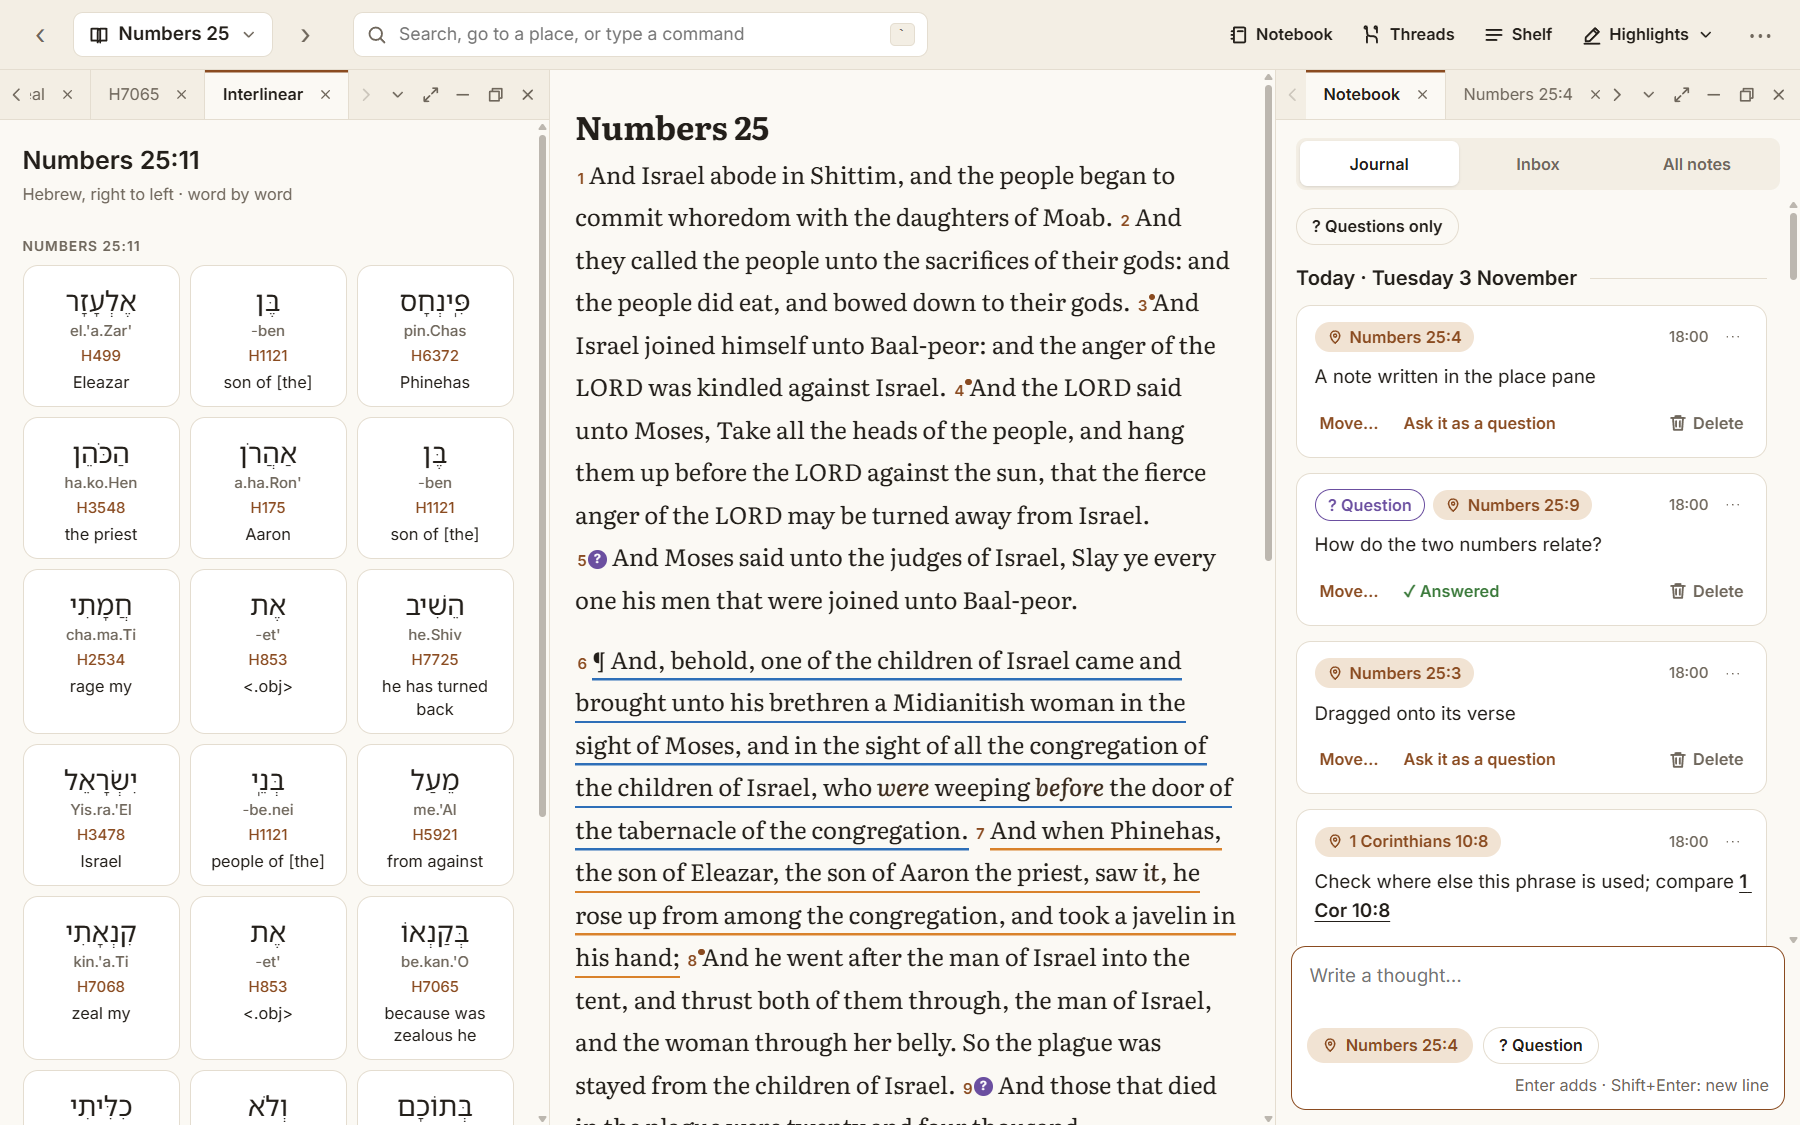 Numbers 25
Search, go to a place, or type a command
`
Notebook
Threads
Shelf
Highlights
H7065
Interlinear
Numbers 25:11
Hebrew, right to left · word by word
NUMBERS 25:11
אֶלְעָזָר
el.'a.Zar'
H499
Eleazar
בֶּן
-ben
H1121
son of [the]
פִּֽינְחָס
pin.Chas
H6372
Phinehas
הַכֹּהֵן
ha.ko.Hen
H3548
the priest
אַהֲרֹן
a.ha.Ron'
H175
Aaron
בֶּן
-ben
H1121
son of [the]
חֲמָתִי
cha.ma.Ti
H2534
rage my
אֶת
-et'
H853
<.obj>
הֵשִׁיב
he.Shiv
H7725
he has turned
back
יִשְׂרָאֵל
Yis.ra.'El
H3478
Israel
בְּנֵֽי
-be.nei
H1121
people of [the]
מֵעַל
me.'Al
H5921
from against
קִנְאָתִי
kin.'a.Ti
H7068
zeal my
אֶת
-et'
H853
<.obj>
בְּקַנְאוֹ
be.kan.'O
H7065
because was
zealous he
כִלִּיתִי
וְלֹא
בְּתוֹכָם
Numbers 25
1 And Israel abode in Shittim, and the people began to
commit whoredom with the daughters of Moab. 2 And
they called the people unto the sacrifices of their gods: and
the people did eat, and bowed down to their gods. 3 And
Israel joined himself unto Baal-peor: and the anger of the
LORD was kindled against Israel. 4 And the LORD said
unto Moses, Take all the heads of the people, and hang
them up before the LORD against the sun, that the fierce
anger of the LORD may be turned away from Israel.
5 ? And Moses said unto the judges of Israel, Slay ye every
one his men that were joined unto Baal-peor.
6 ¶ And, behold, one of the children of Israel came and
brought unto his brethren a Midianitish woman in the
sight of Moses, and in the sight of all the congregation of
the children of Israel, who were weeping before the door of
the tabernacle of the congregation. 7 And when Phinehas,
the son of Eleazar, the son of Aaron the priest, saw it, he
rose up from among the congregation, and took a javelin in
his hand; 8 And he went after the man of Israel into the
tent, and thrust both of them through, the man of Israel,
and the woman through her belly. So the plague was
stayed from the children of Israel. 9 ? And those that died
in the plague were twenty and four thousand.
Notebook
Numbers 25:4
Journal
Inbox
All notes
? Questions only
Today · Tuesday 3 November
Numbers 25:4
18:00
A note written in the place pane
Move...
Ask it as a question
Delete
? Question
Numbers 25:9
18:00
How do the two numbers relate?
Move...
✓ Answered
Delete
Numbers 25:3
18:00
Dragged onto its verse
Move...
Ask it as a question
Delete
1 Corinthians 10:8
18:00
Check where else this phrase is used; compare 1
Cor 10:8
Write a thought...
Numbers 25:4
? Question
Enter adds · Shift+Enter: new line